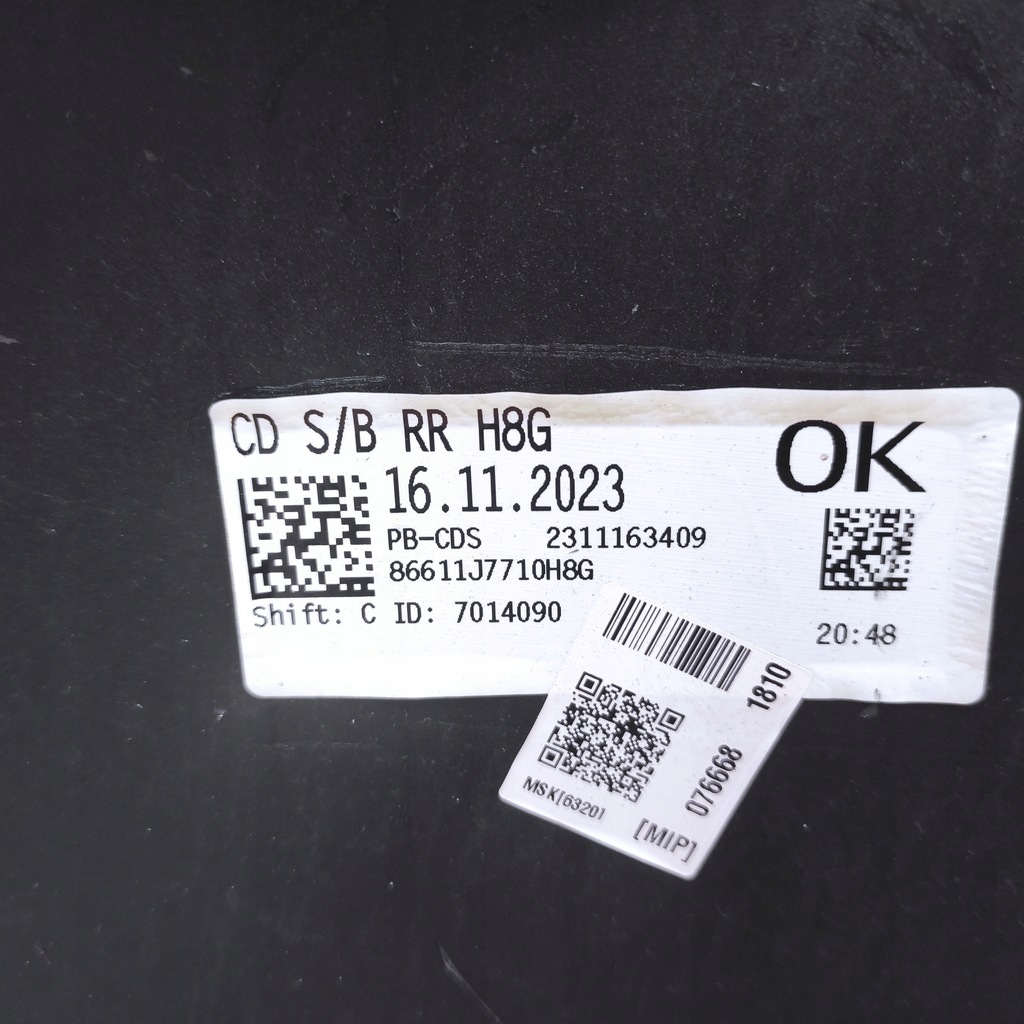 CD S/B RR H8G
OK
16.11.2023
PB-CDS 2311163409
86611J7710H8G
Shift: C ID: 7014090
20:48
1810
076668
MSK[6320]
[MIP]